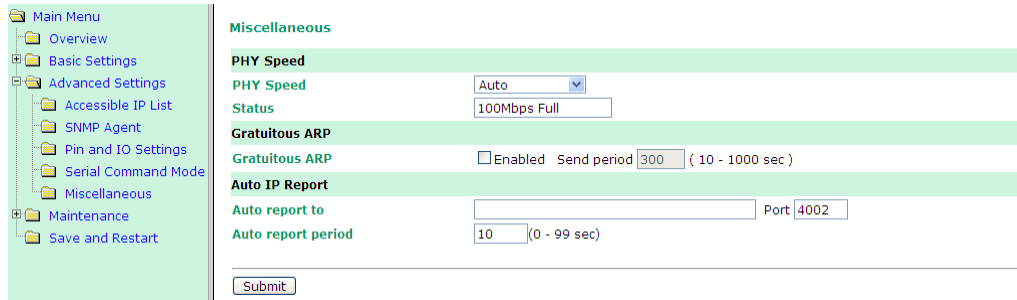 Main Menu
Overview
Basic Settings
Advanced Settings
Accessible IP List
SNMP Agent
Pin and IO Settings
Serial Command Mode
Miscellaneous
Maintenance
Save and Restart
Miscellaneous
PHY Speed
PHY Speed Auto
Status 100Mbps Full
Gratuitous ARP
Gratuitous ARP Enabled Send period 300 ( 10 - 1000 sec )
Auto IP Report
Auto report to Port 4002
Auto report period 10 (0 - 99 sec)
Submit